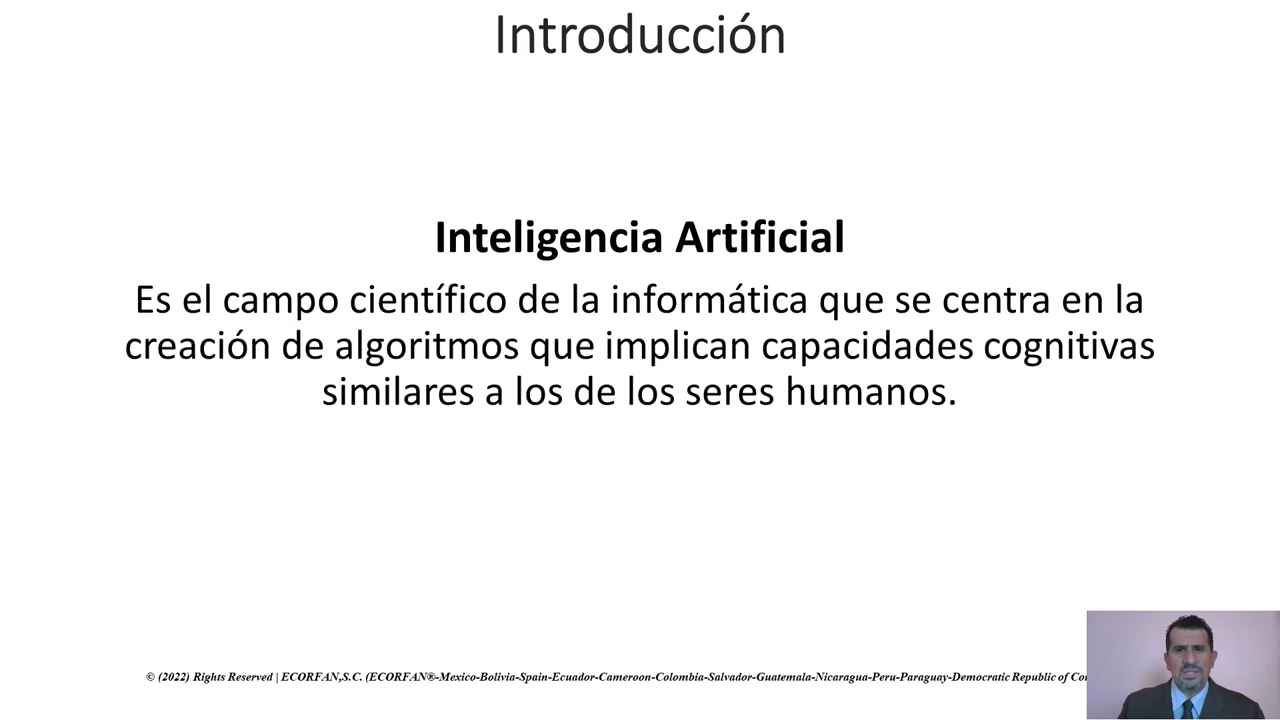 Introducción
Inteligencia Artificial
Es el campo científico de la informática que se centra en la
creación de algoritmos que implican capacidades cognitivas
similares a los de los seres humanos.
© (2022) Rights Reserved | ECORFAN,S.C. (ECORFAN®-Mexico-Bolivia-Spain-Ecuador-Cameroon-Colombia-Salvador-Guatemala-Nicaragua-Peru-Paraguay-Democratic Republic of